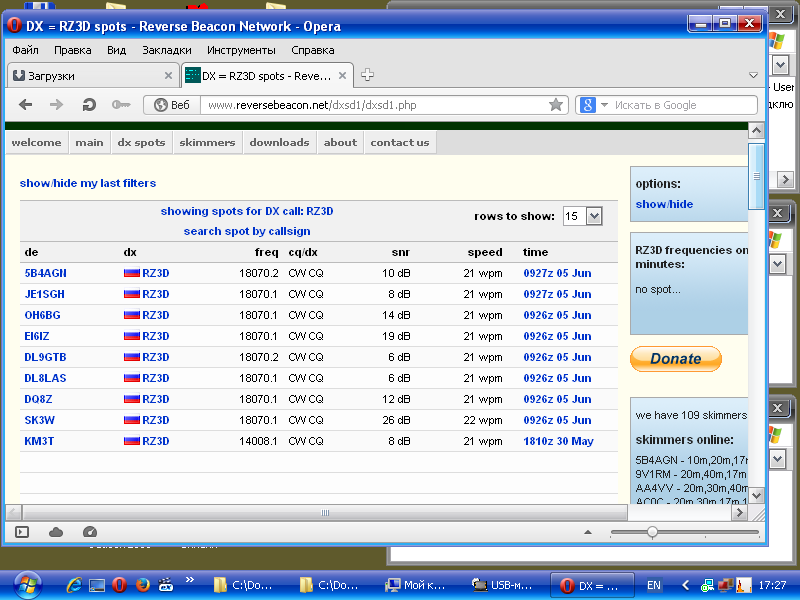 DX = RZ3D spots - Reverse Beacon Network - Opera
Файл Правка Вид Закладки Инструменты Справка
Загрузки
DX = RZ3D spots - Reve...
Веб www.reversebeacon.net/dxsd1/dxsd1.php
Искать в Google
welcome main dx spots skimmers downloads about contact us
show/hide my last filters
showing spots for DX call: RZ3D
search spot by callsign
rows to show: 15
de dx freq cq/dx snr speed time
5B4AGN RZ3D 18070.2 CW CQ 10 dB 21 wpm 0927z 05 Jun
JE1SGH RZ3D 18070.1 CW CQ 8 dB 21 wpm 0927z 05 Jun
OH6BG RZ3D 18070.1 CW CQ 14 dB 21 wpm 0926z 05 Jun
EI6IZ RZ3D 18070.1 CW CQ 19 dB 21 wpm 0926z 05 Jun
DL9GTB RZ3D 18070.2 CW CQ 6 dB 21 wpm 0926z 05 Jun
DL8LAS RZ3D 18070.1 CW CQ 6 dB 21 wpm 0926z 05 Jun
DQ8Z RZ3D 18070.1 CW CQ 12 dB 21 wpm 0926z 05 Jun
SK3W RZ3D 18070.1 CW CQ 26 dB 22 wpm 0926z 05 Jun
KM3T RZ3D 14008.1 CW CQ 8 dB 21 wpm 1810z 30 May
options:
show/hide
RZ3D frequencies on
minutes:
no spot...
Donate
we have 109 skimmers
skimmers online:
5B4AGN - 10m,20m,17m
9V1RM - 20m,40m,17m
AA4VV - 20m,30m,40m
AC0C - 20m,17m,15m
User
дклю
C:\Do...
C:\Do...
Мой к...
USB-м...
DX = ...
EN
17:27